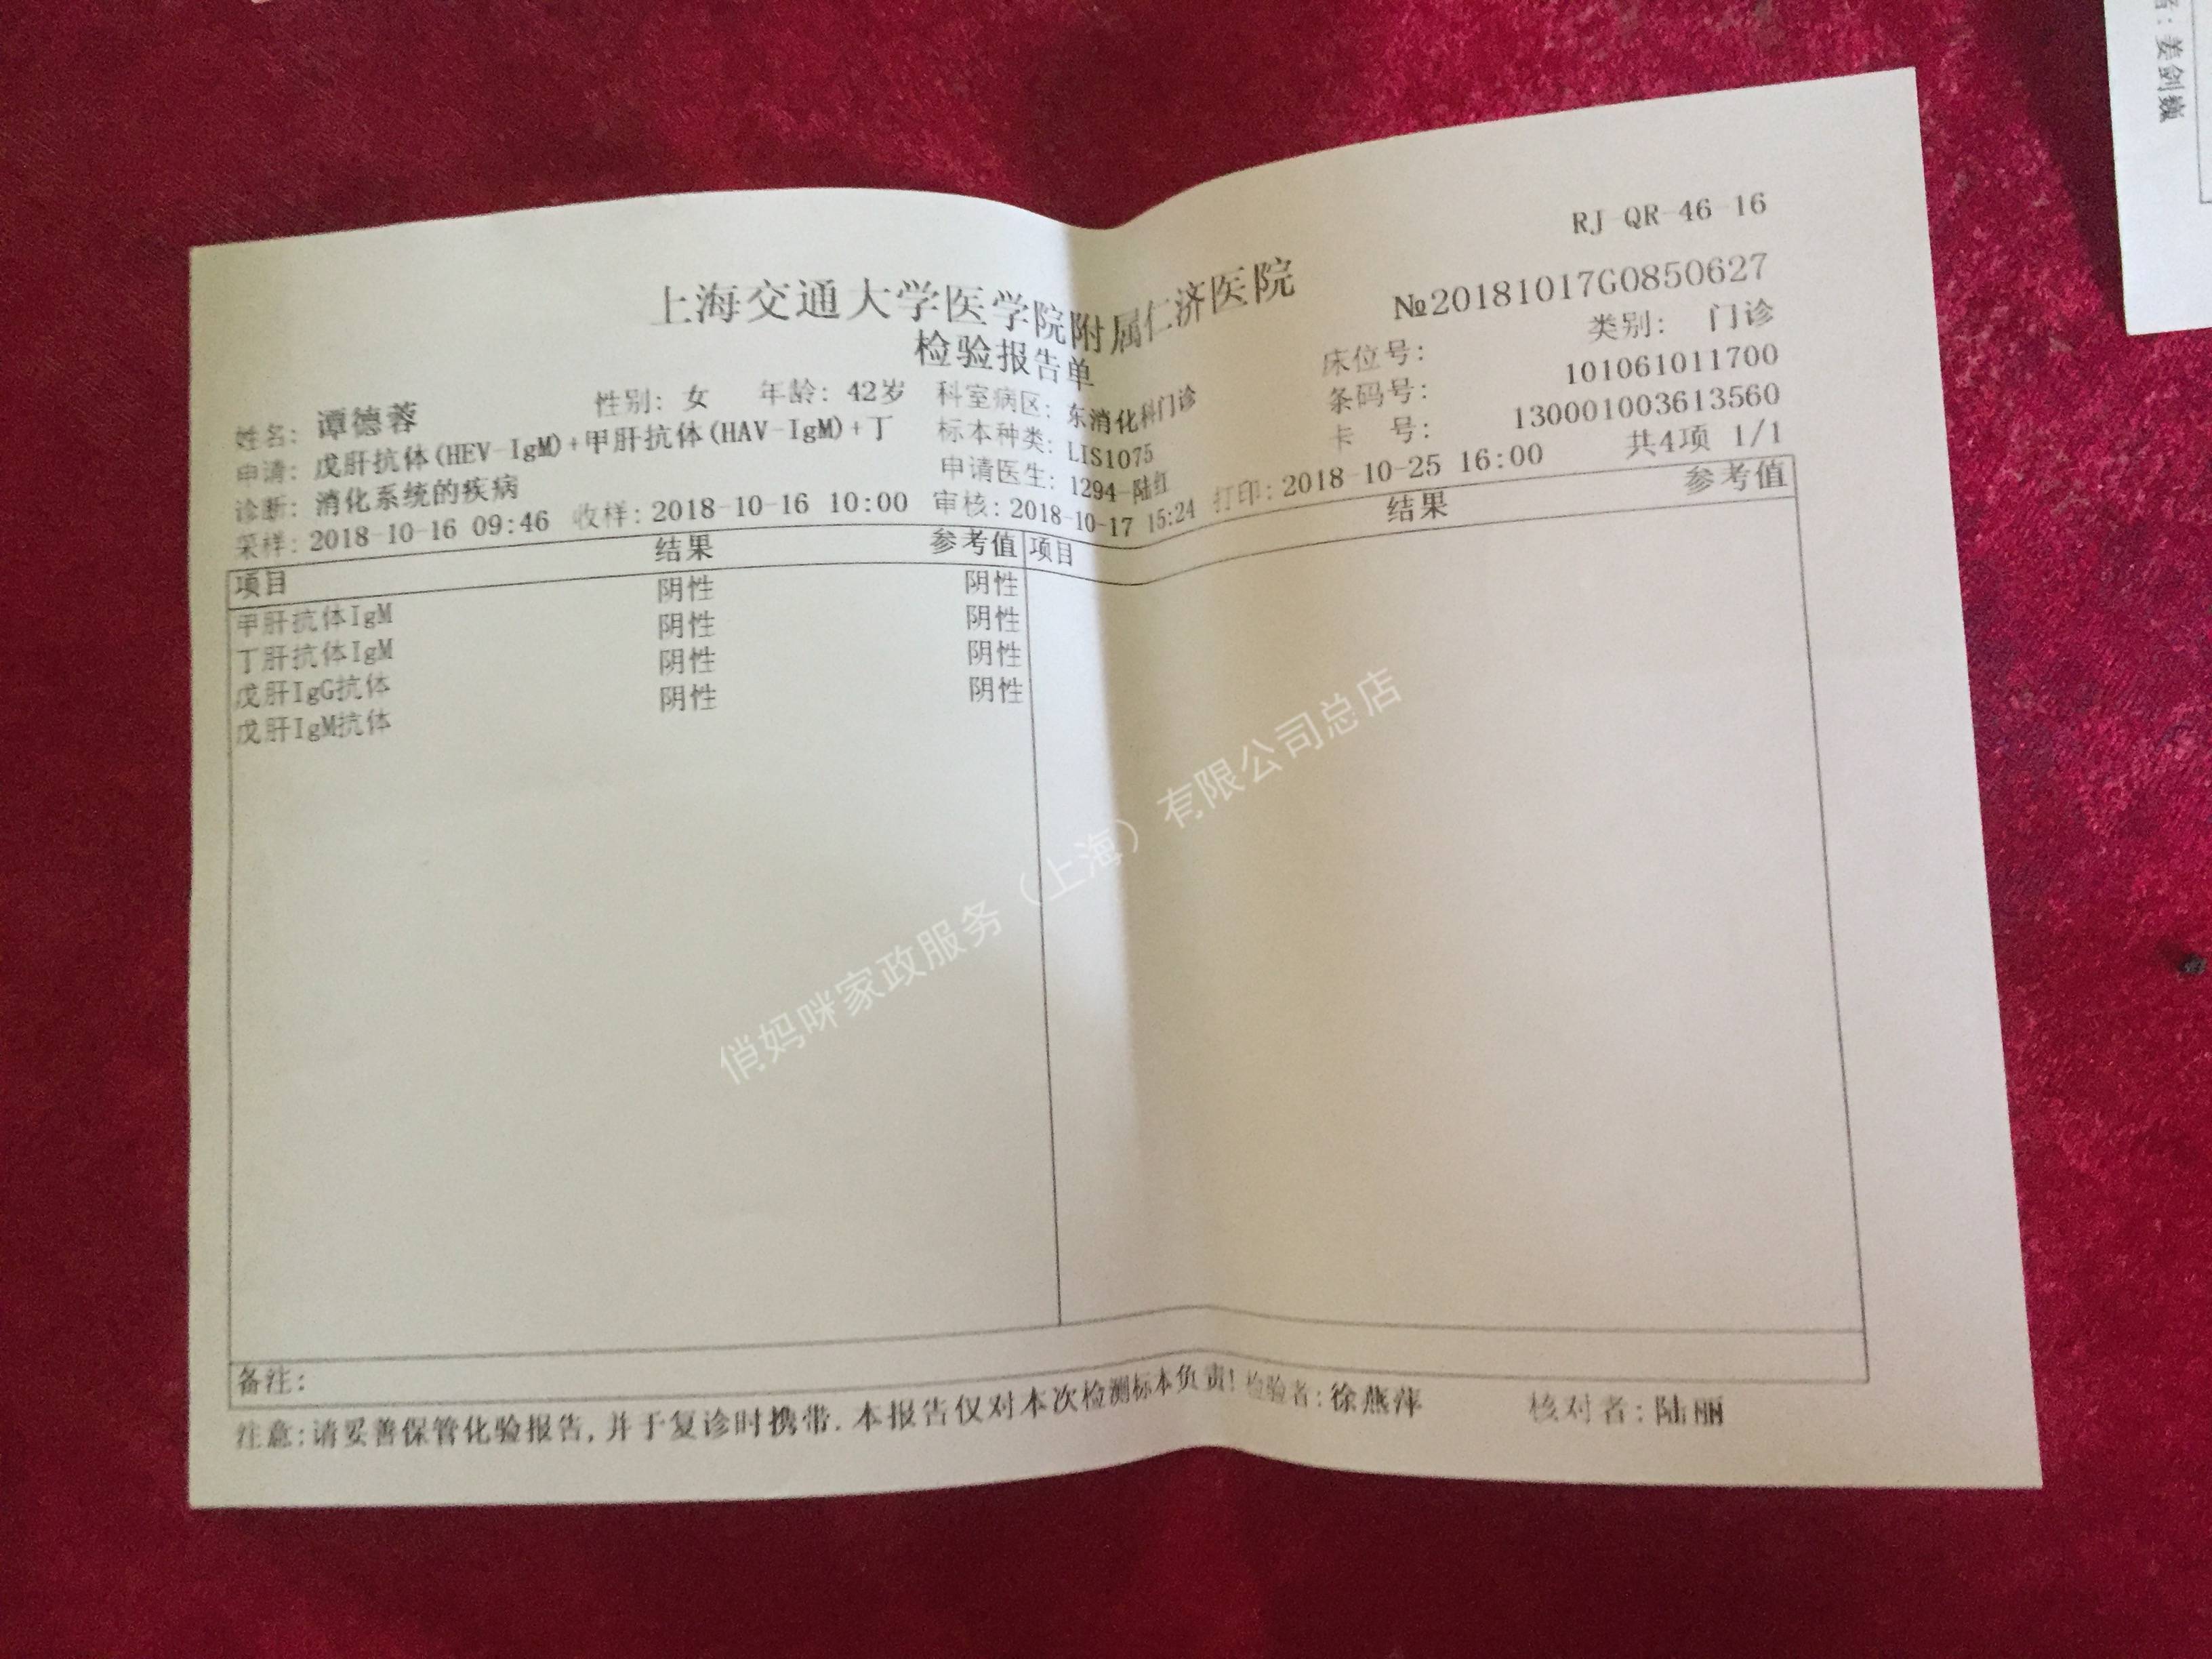 RJ-QR-46-16
上海交通大学医学院附属仁济医院
检验报告单
№20181017G0850627
类别： 门诊
姓名：谭德蓉 性别：女 年龄：42岁 科室病区：东消化科门诊 床位号：
申请：戊肝抗体(HEV-IgM)+甲肝抗体(HAV-IgM)+丁 标本种类：LIS1075 条码号： 101061011700
诊断：消化系统的疾病 申请医生：1294-陆红 卡 号： 130001003613560
采样：2018-10-16 09:46 收样：2018-10-16 10:00 审核：2018-10-17 15:24 打印：2018-10-25 16:00 共4项 1/1
项目 结果 参考值 项目 结果 参考值
甲肝抗体IgM 阴性 阴性
丁肝抗体IgM 阴性 阴性
戊肝IgG抗体 阴性 阴性
戊肝IgM抗体 阴性 阴性
俏妈咪家政服务（上海）有限公司总店
备注：
注意：请妥善保管化验报告,并于复诊时携带.本报告仅对本次检测标本负责! 检验者：徐燕萍 核对者：陆丽
者：姜剑巍